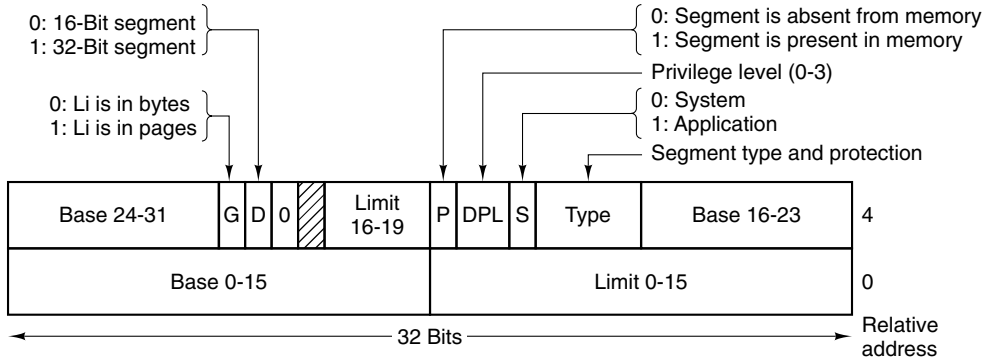 0: 16-Bit segment
1: 32-Bit segment
0: Li is in bytes
1: Li is in pages
0: Segment is absent from memory
1: Segment is present in memory
Privilege level (0-3)
0: System
1: Application
Segment type and protection
Base 24-31
G
D
0
Limit
16-19
P
DPL
S
Type
Base 16-23
4
Base 0-15
Limit 0-15
0
32 Bits
Relative
address